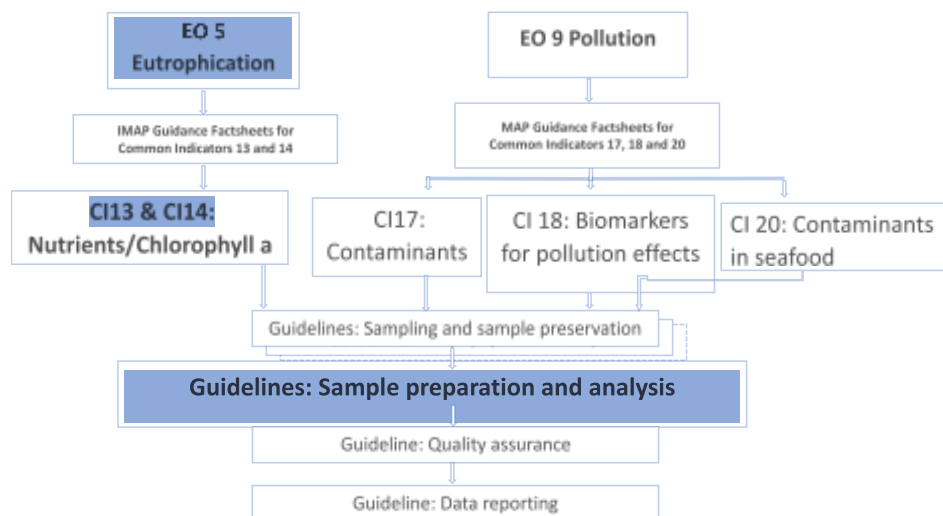 EO 5
Eutrophication
EO 9 Pollution
IMAP Guidance Factsheets for
Common Indicators 13 and 14
MAP Guidance Factsheets for
Common Indicators 17, 18 and 20
CI13 & CI14:
Nutrients/Chlorophyll a
CI17:
Contaminants
CI 18: Biomarkers
for pollution effects
CI 20: Contaminants
in seafood
Guidelines: Sampling and sample preservation
Guidelines: Sample preparation and analysis
Guideline: Quality assurance
Guideline: Data reporting